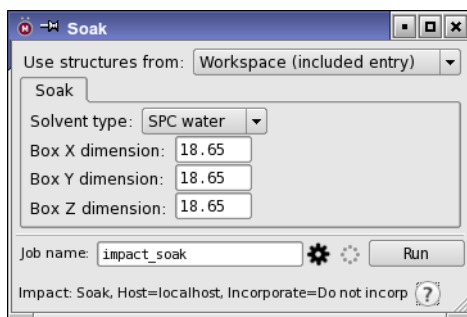 Soak
Use structures from: Workspace (included entry)
Soak
Solvent type: SPC water
Box X dimension: 18.65
Box Y dimension: 18.65
Box Z dimension: 18.65
Job name: impact_soak Run
Impact: Soak, Host=localhost, Incorporate=Do not incorp ?